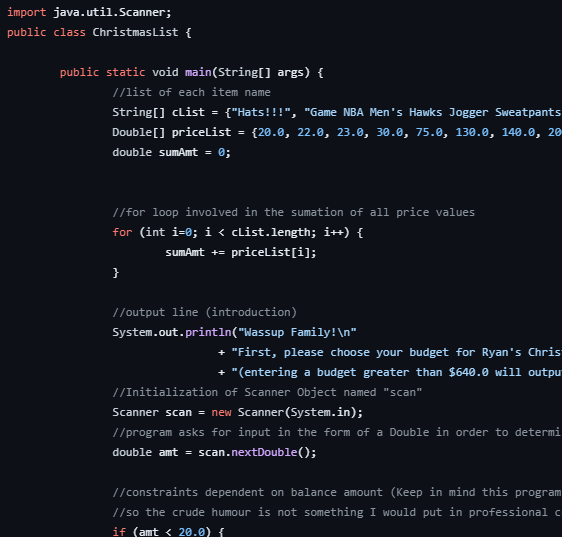 import java.util.Scanner;
public class ChristmasList {
public static void main(String[] args) {
//list of each item name
String[] cList = {"Hats!!!", "Game NBA Men's Hawks Jogger Sweatpants
Double[] priceList = {20.0, 22.0, 23.0, 30.0, 75.0, 130.0, 140.0, 20
double sumAmt = 0;
//for loop involved in the sumation of all price values
for (int i=0; i < cList.length; i++) {
sumAmt += priceList[i];
}
//output line (introduction)
System.out.println("Wassup Family!\n"
+ "First, please choose your budget for Ryan's Chris
+ "(entering a budget greater than $640.0 will outpu
//Initialization of Scanner Object named "scan"
Scanner scan = new Scanner(System.in);
//program asks for input in the form of a Double in order to determi
double amt = scan.nextDouble();
//constraints dependent on balance amount (Keep in mind this program
//so the crude humour is not something I would put in professional c
if (amt < 20.0) {